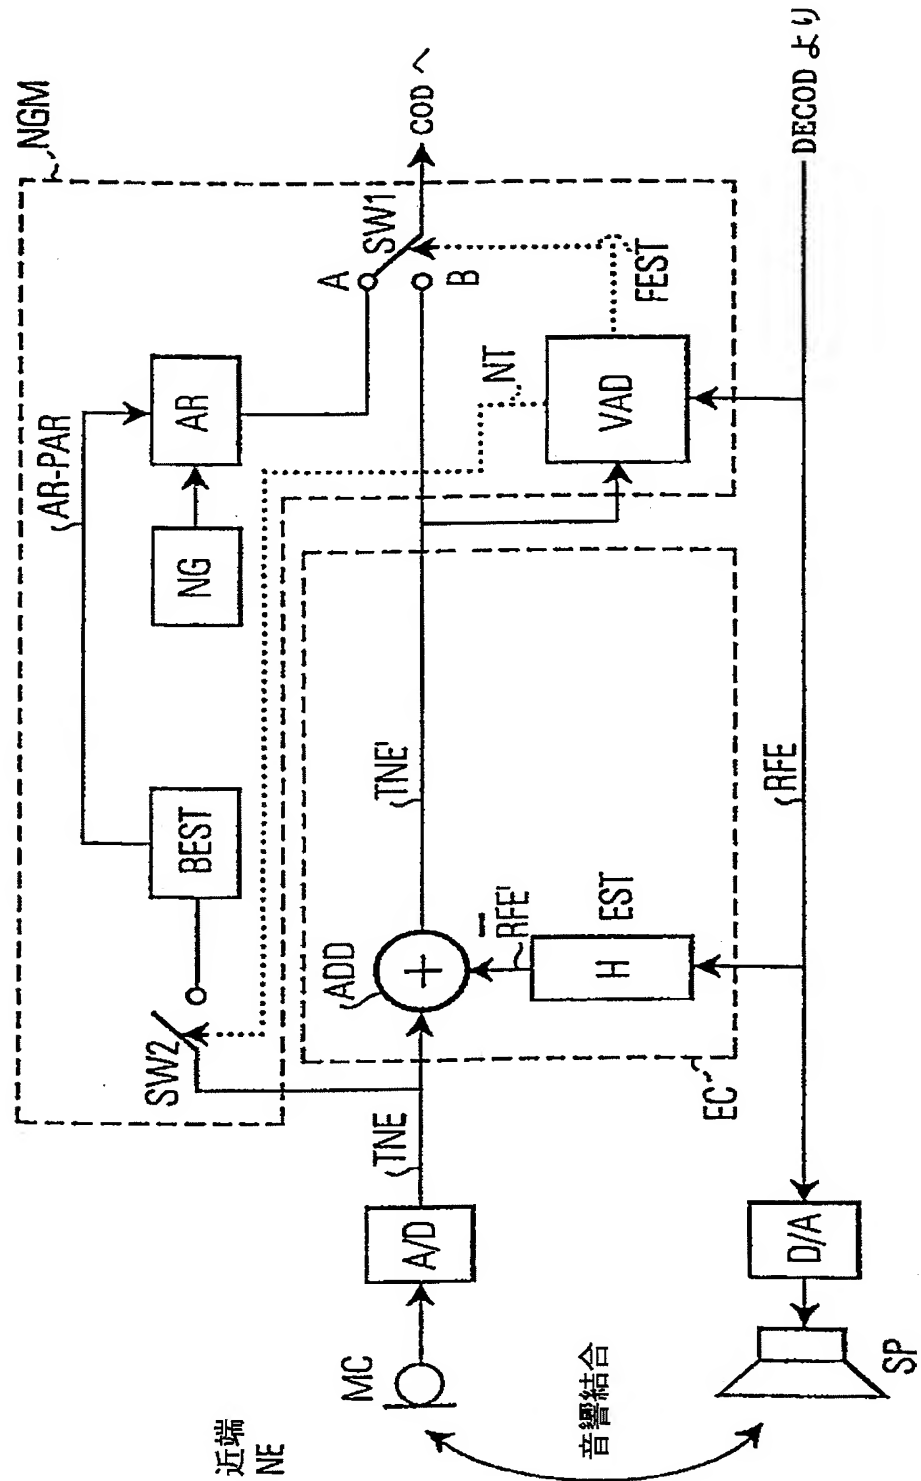 近端
NE
MC
A/D
TNE
SW2
BEST
AR-PAR
NG
AR
NGM
A
B
SW1
COD へ
ADD
TNE'
NT
VAD
FEST
−
RFE'
H
EST
EC
RFE
DECOD より
D/A
SP
音響結合
+